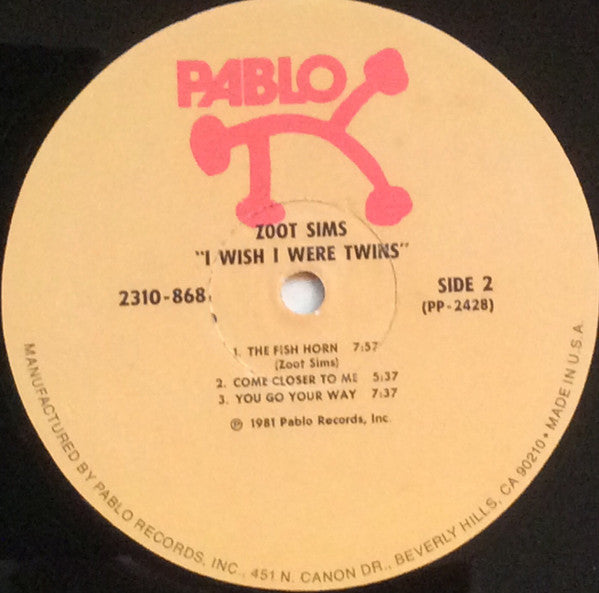 PABLO
ZOOT SIMS
"I WISH I WERE TWINS"
2310-868
SIDE 2
(PP-2428)
1. THE FISH HORN 7:57
(Zoot Sims)
2. COME CLOSER TO ME 5:37
3. YOU GO YOUR WAY 7:37
℗ 1981 Pablo Records, Inc.
MANUFACTURED BY PABLO RECORDS, INC., 451 N. CANON DR., BEVERLY HILLS, CA 90210 • MADE IN U.S.A.